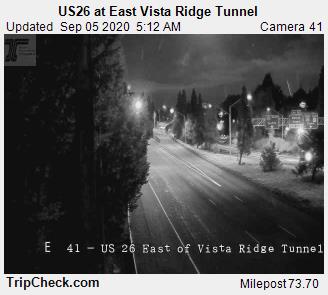 US26 at East Vista Ridge Tunnel
Updated Sep 05 2020 5:12 AM Camera 41
E 41 - US 26 East of Vista Ridge Tunnel
TripCheck.com Milepost 73.70